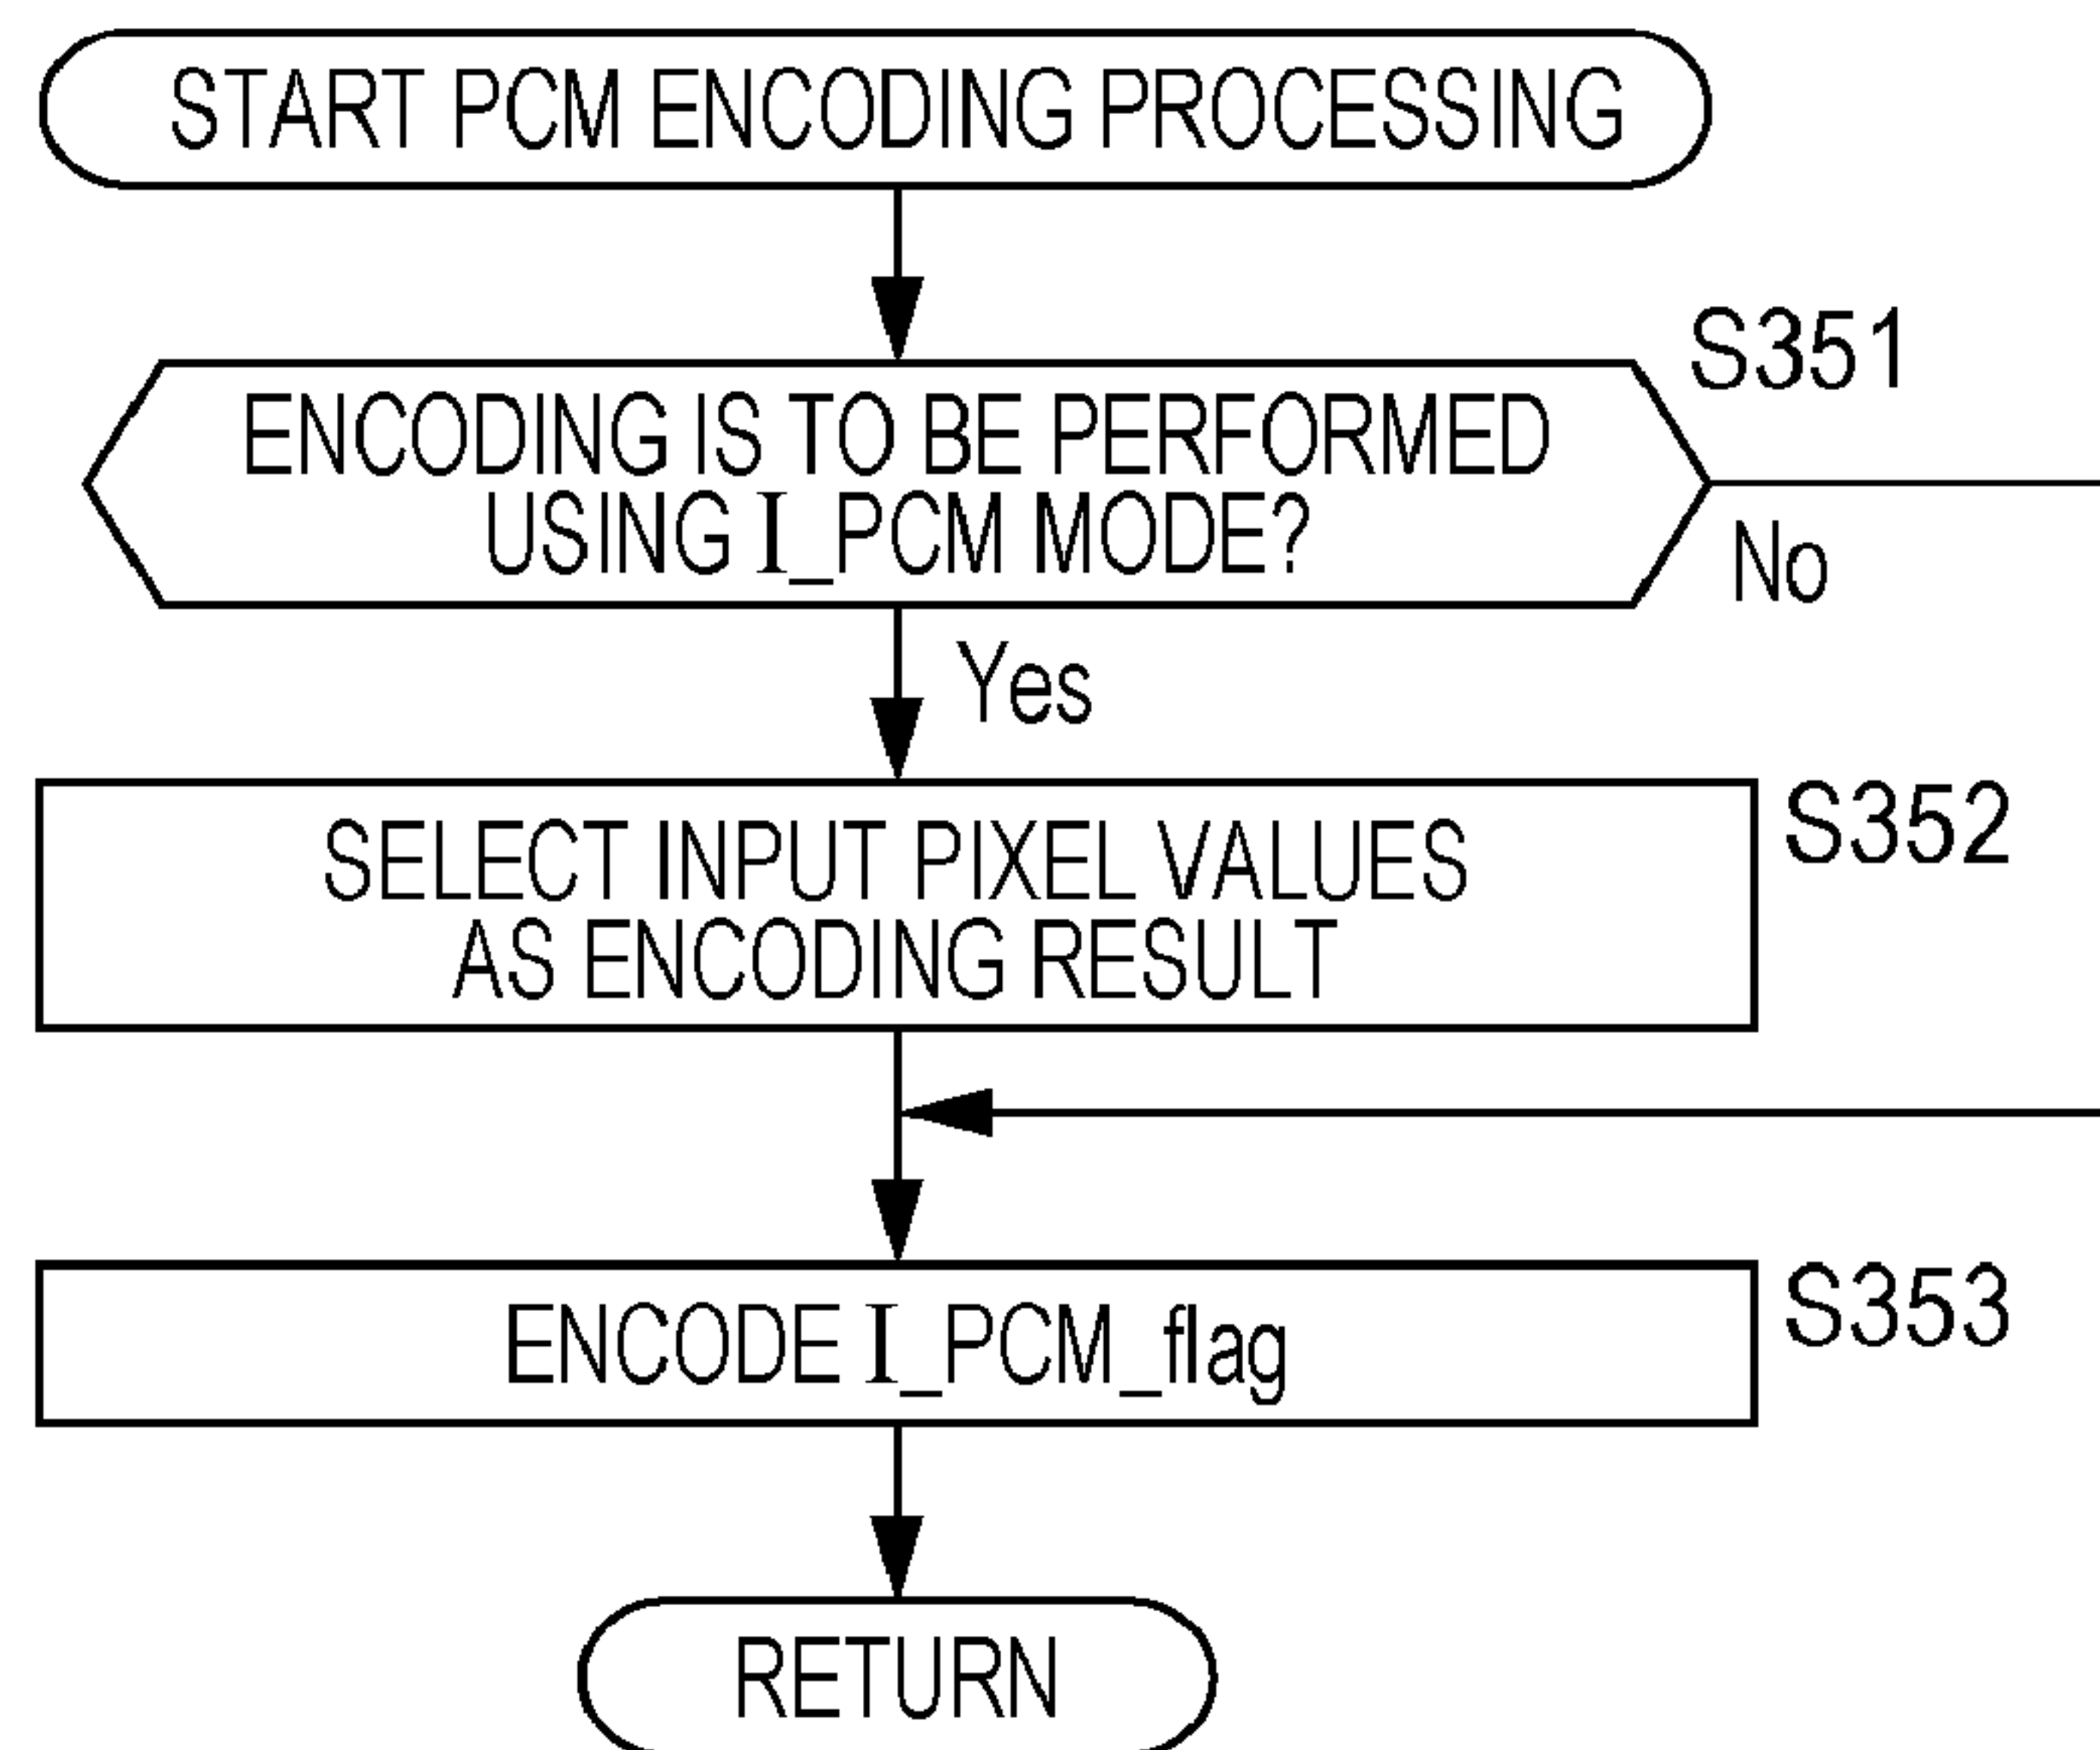 START PCM ENCODING PROCESSING
S351
ENCODING IS TO BE PERFORMED
USING I_PCM MODE?
No
Yes
S352
SELECT INPUT PIXEL VALUES
AS ENCODING RESULT
S353
ENCODE I_PCM_flag
RETURN